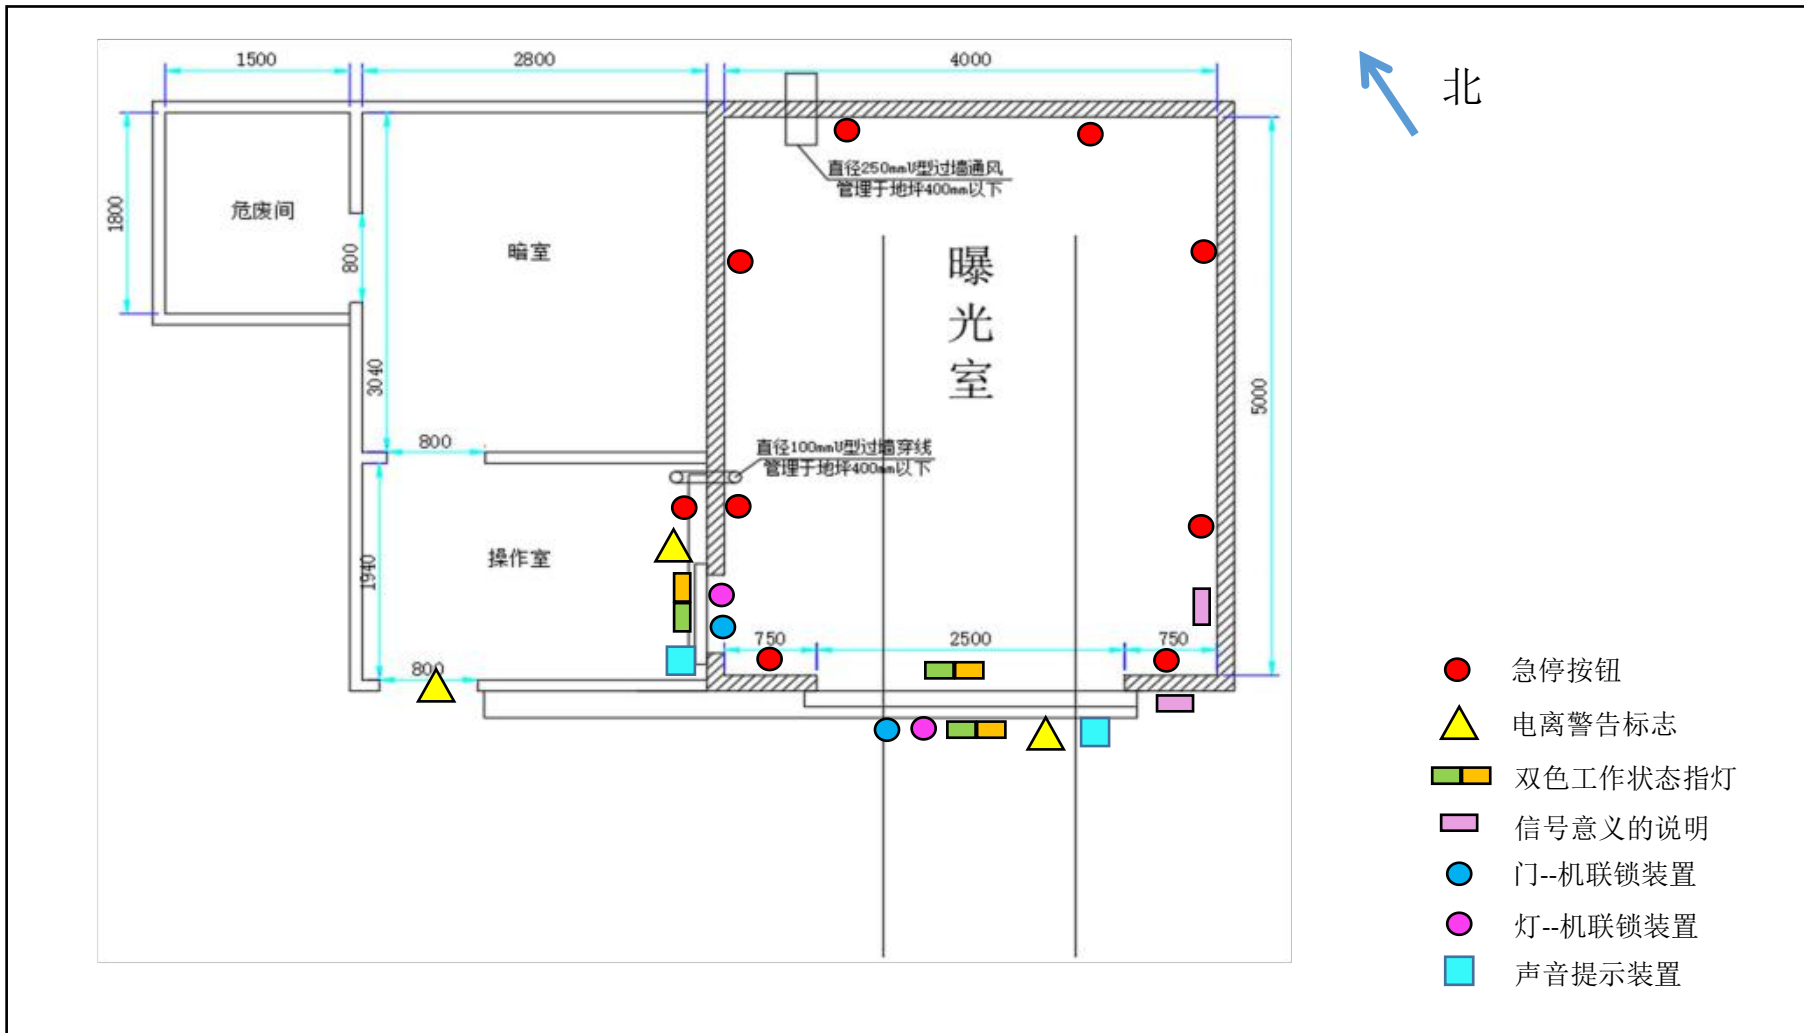 1500
2800
4000
北
直径250mmU型过墙通风
管理于地坪400mm以下
1800
危废间
800
暗室
曝光室
3040
5000
800
直径100mmU型过墙穿线
管理于地坪400mm以下
1940
操作室
750
2500
750
800
急停按钮
电离警告标志
双色工作状态指灯
信号意义的说明
门--机联锁装置
灯--机联锁装置
声音提示装置